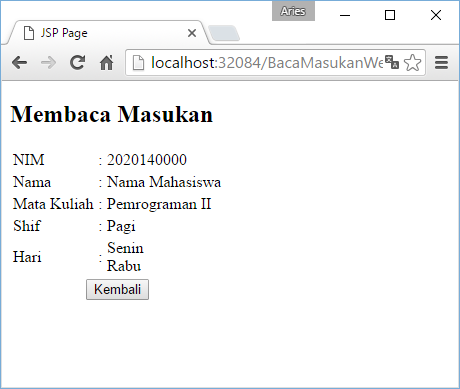 Aries
JSP Page
localhost:32084/BacaMasukanWe
Membaca Masukan
NIM : 2020140000
Nama : Nama Mahasiswa
Mata Kuliah : Pemrograman II
Shif : Pagi
Hari : Senin
Rabu
Kembali